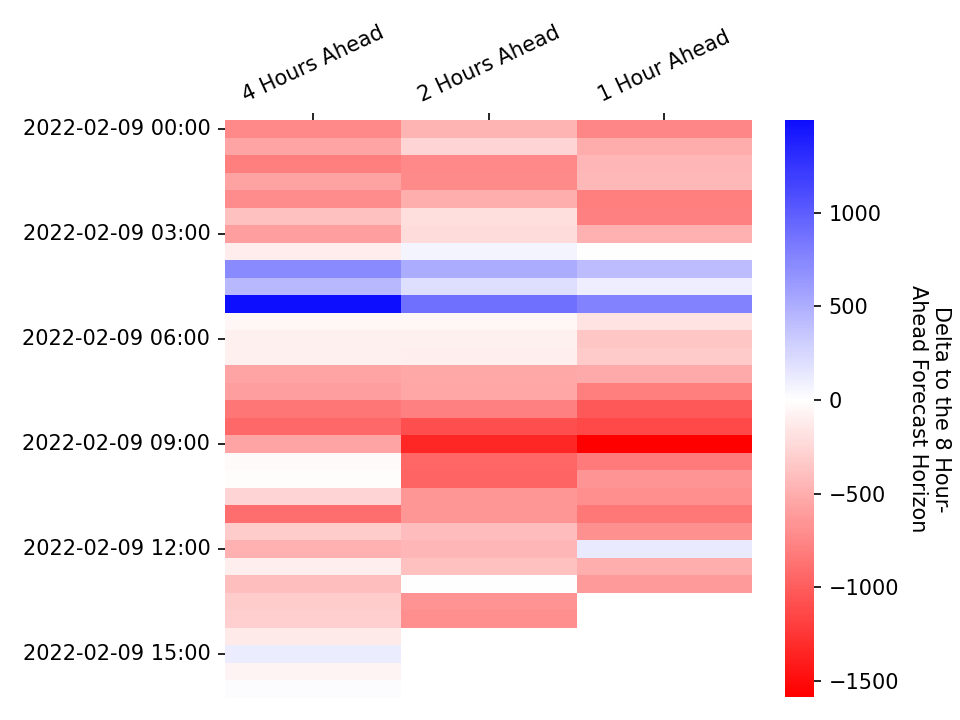 4 Hours Ahead
2 Hours Ahead
1 Hour Ahead
2022-02-09 00:00
2022-02-09 03:00
2022-02-09 06:00
2022-02-09 09:00
2022-02-09 12:00
2022-02-09 15:00
1000
500
0
−500
−1000
−1500
Delta to the 8 Hour-
Ahead Forecast Horizon